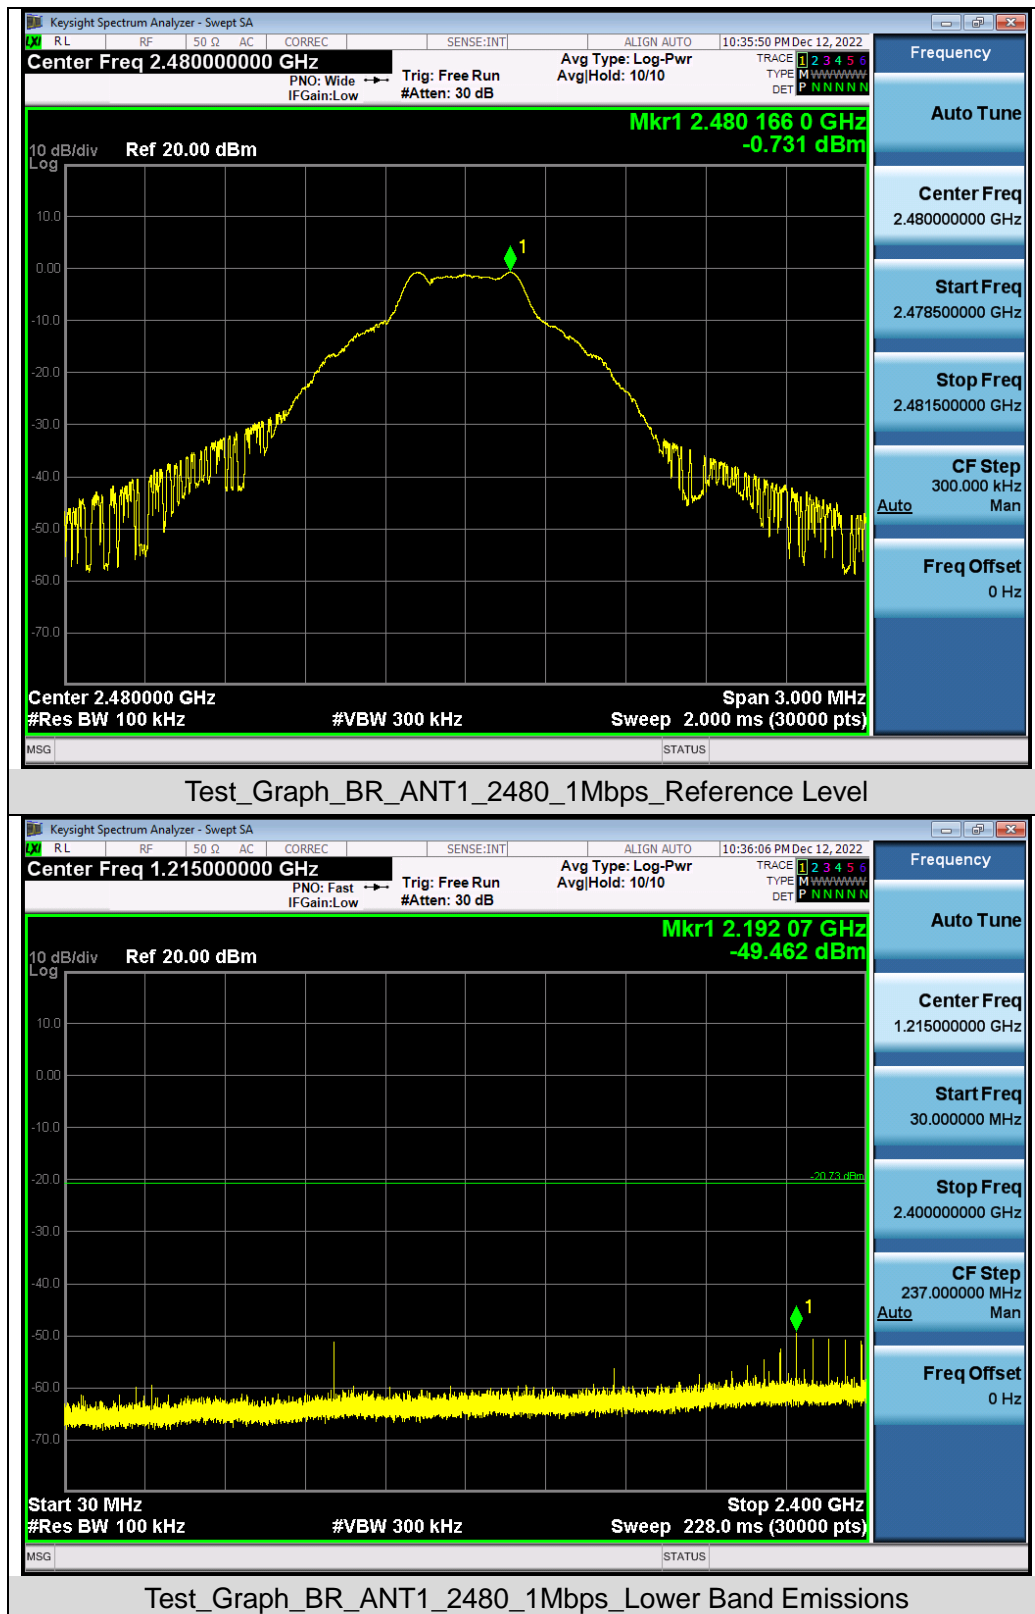 Keysight Spectrum Analyzer - Swept SA
LXI RL RF 50 Ω AC CORREC SENSE:INT ALIGN AUTO 10:35:50 PM Dec 12, 2022
Center Freq 2.480000000 GHz
PNO: Wide
IFGain:Low
Trig: Free Run
#Atten: 30 dB
Avg Type: Log-Pwr
Avg|Hold: 10/10
TRACE 1 2 3 4 5 6
TYPE M WWWWW
DET P N N N N N
Mkr1 2.480 166 0 GHz
-0.731 dBm
10 dB/div Ref 20.00 dBm
Log
10.0
0.00
-10.0
-20.0
-30.0
-40.0
-50.0
-60.0
-70.0
1
Center 2.480000 GHz Span 3.000 MHz
#Res BW 100 kHz #VBW 300 kHz Sweep 2.000 ms (30000 pts)
MSG STATUS
Frequency
Auto Tune
Center Freq
2.480000000 GHz
Start Freq
2.478500000 GHz
Stop Freq
2.481500000 GHz
CF Step
300.000 kHz
Auto Man
Freq Offset
0 Hz
Test_Graph_BR_ANT1_2480_1Mbps_Reference Level
Keysight Spectrum Analyzer - Swept SA
LXI RL RF 50 Ω AC CORREC SENSE:INT ALIGN AUTO 10:36:06 PM Dec 12, 2022
Center Freq 1.215000000 GHz
PNO: Fast
IFGain:Low
Trig: Free Run
#Atten: 30 dB
Avg Type: Log-Pwr
Avg|Hold: 10/10
TRACE 1 2 3 4 5 6
TYPE M WWWWW
DET P N N N N N
Mkr1 2.192 07 GHz
-49.462 dBm
10 dB/div Ref 20.00 dBm
Log
10.0
0.00
-10.0
-20.0
-30.0
-40.0
-50.0
-60.0
-70.0
-20.73 dBm
1
Start 30 MHz Stop 2.400 GHz
#Res BW 100 kHz #VBW 300 kHz Sweep 228.0 ms (30000 pts)
MSG STATUS
Frequency
Auto Tune
Center Freq
1.215000000 GHz
Start Freq
30.000000 MHz
Stop Freq
2.400000000 GHz
CF Step
237.000000 MHz
Auto Man
Freq Offset
0 Hz
Test_Graph_BR_ANT1_2480_1Mbps_Lower Band Emissions